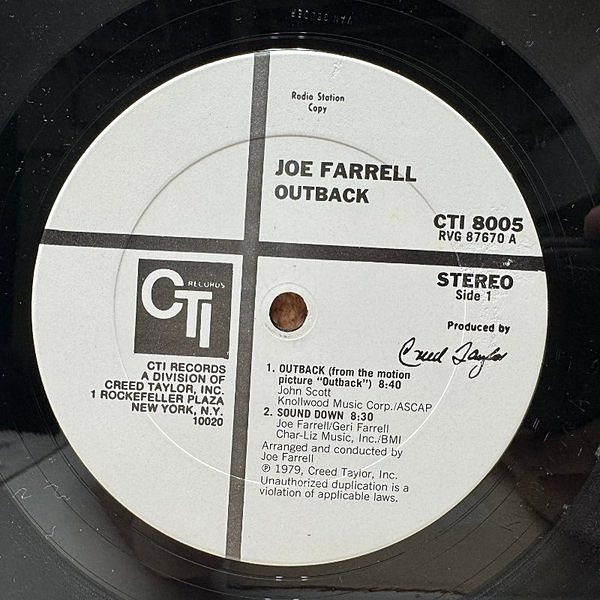 VAN GELDER
Radio Station
Copy
JOE FARRELL
OUTBACK
CTI 8005
RVG 87670 A
STEREO
Side 1
Produced by
Creed Taylor
CTI RECORDS
CTI RECORDS
A DIVISION OF
CREED TAYLOR, INC.
1 ROCKEFELLER PLAZA
NEW YORK, N.Y.
10020
1. OUTBACK (from the motion
picture "Outback") 8:40
John Scott
Knollwood Music Corp./ASCAP
2. SOUND DOWN 8:30
Joe Farrell/Geri Farrell
Char-Liz Music, Inc./BMI
Arranged and conducted by
Joe Farrell
℗ 1979, Creed Taylor, Inc.
Unauthorized duplication is a
violation of applicable laws.